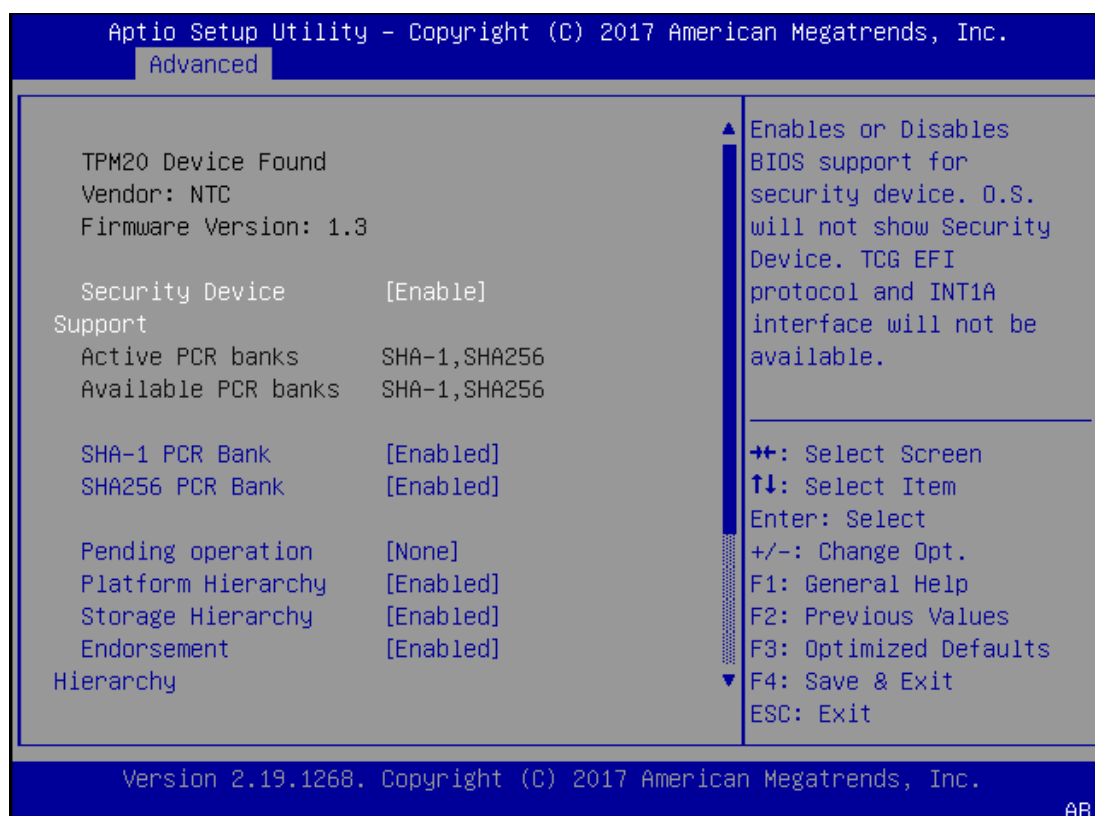 Aptio Setup Utility – Copyright (C) 2017 American Megatrends, Inc.
Advanced
TPM20 Device Found
Vendor: NTC
Firmware Version: 1.3
Security Device [Enable]
Support
Active PCR banks SHA-1,SHA256
Available PCR banks SHA-1,SHA256
SHA-1 PCR Bank [Enabled]
SHA256 PCR Bank [Enabled]
Pending operation [None]
Platform Hierarchy [Enabled]
Storage Hierarchy [Enabled]
Endorsement [Enabled]
Hierarchy
Enables or Disables
BIOS support for
security device. O.S.
will not show Security
Device. TCG EFI
protocol and INT1A
interface will not be
available.
→←: Select Screen
↑↓: Select Item
Enter: Select
+/-: Change Opt.
F1: General Help
F2: Previous Values
F3: Optimized Defaults
F4: Save & Exit
ESC: Exit
Version 2.19.1268. Copyright (C) 2017 American Megatrends, Inc.
AB